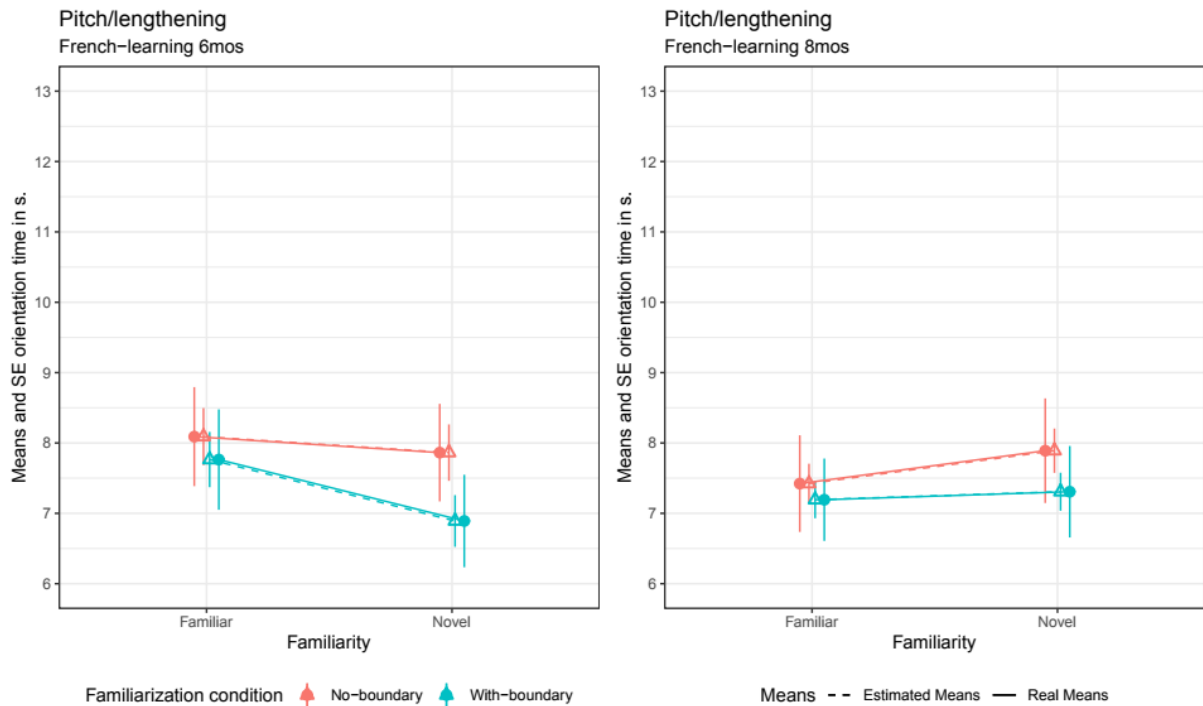 Pitch/lengthening
French−learning 6mos
Means and SE orientation time in s.
13
12
11
10
9
8
7
6
Familiar
Novel
Familiarity
Pitch/lengthening
French−learning 8mos
Means and SE orientation time in s.
13
12
11
10
9
8
7
6
Familiar
Novel
Familiarity
Familiarization condition No−boundary With−boundary
Means Estimated Means Real Means